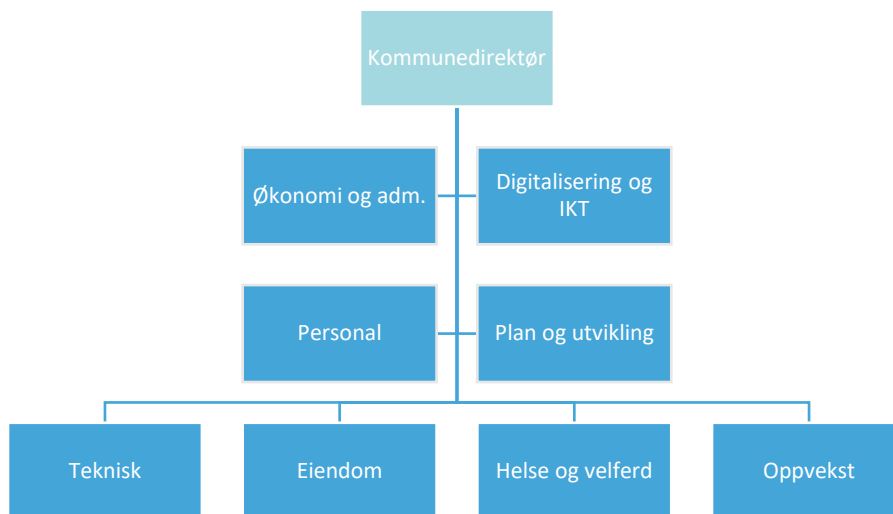 Kommunedirektør
Økonomi og adm.
Digitalisering og
IKT
Personal
Plan og utvikling
Teknisk
Eiendom
Helse og velferd
Oppvekst